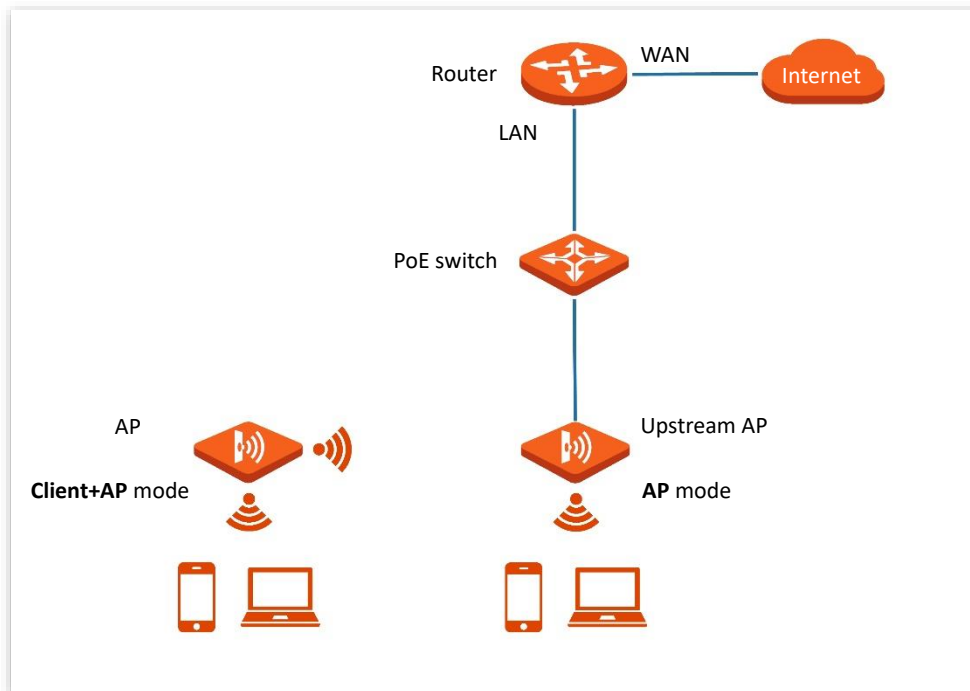 WAN
Router
Internet
LAN
PoE switch
AP
Upstream AP
Client+AP mode
AP mode